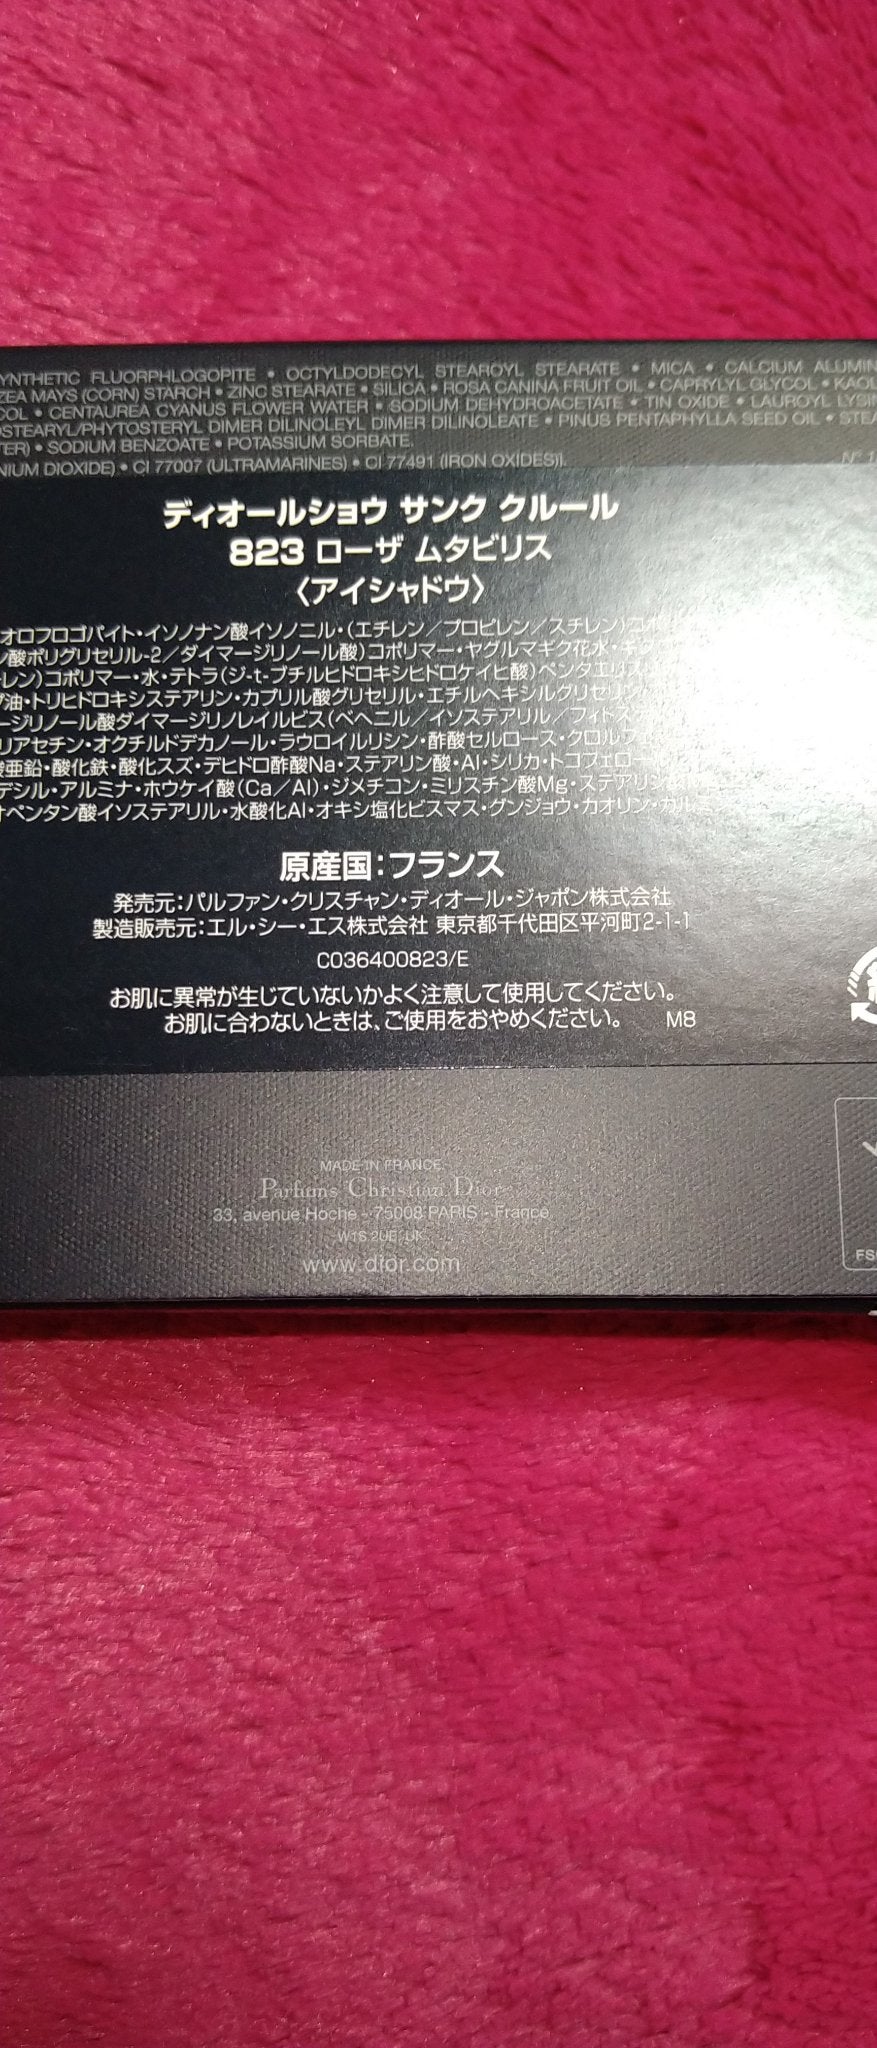 YNTHETIC FLUORPHLOGOPITE • OCTYLDODECYL STEAROYL STEARATE • MICA • CALCIUM ALUMIN
ZEA MAYS (CORN) STARCH • ZINC STEARATE • SILICA • ROSA CANINA FRUIT OIL • CAPRYLYL GLYCOL • KAOL
COL • CENTAUREA CYANUS FLOWER WATER • SODIUM DEHYDROACETATE • TIN OXIDE • LAUROYL LYSIN
OSTEARYL/PHYTOSTERYL DIMER DILINOLEYL DIMER DILINOLEATE • PINUS PENTAPHYLLA SEED OIL • STEA
TER) • SODIUM BENZOATE • POTASSIUM SORBATE.
NIUM DIOXIDE) • CI 77007 (ULTRAMARINES) • CI 77491 (IRON OXIDES)]. N° 1
ディオールショウ サンク クルール
823 ローザ ムタビリス
〈アイシャドウ〉
オロフロゴパイト・イソノナン酸イソノニル・(エチレン／プロピレン／スチレン)コポ
ン酸ポリグリセリル-2／ダイマージリノール酸)コポリマー・ヤグルマギク花水・
チレン)コポリマー・水・テトラ(ジ-t-ブチルヒドロキシヒドロケイヒ酸)ペンタエリスリ
油・トリヒドロキシステアリン・カプリル酸グリセリル・エチルヘキシルグリセリン・
ージリノール酸ダイマージリノレイルビス(ベヘニル／イソステアリル／フィトステ
リアセチン・オクチルドデカノール・ラウロイルリシン・酢酸セルロース・クロルフェ
酸亜鉛・酸化鉄・酸化スズ・デヒドロ酢酸Na・ステアリン酸・Al・シリカ・トコフェロー
デシル・アルミナ・ホウケイ酸(Ca／Al)・ジメチコン・ミリスチン酸Mg・ステアリン
オペンタン酸イソステアリル・水酸化Al・オキシ塩化ビスマス・グンジョウ・カオリン・カル
原産国:フランス
発売元:パルファン・クリスチャン・ディオール・ジャポン株式会社
製造販売元:エル・シー・エス株式会社 東京都千代田区平河町2-1-1
C036400823/E
お肌に異常が生じていないかよく注意して使用してください。
お肌に合わないときは、ご使用をおやめください。 M8
MADE IN FRANCE.
Parfums Christian Dior
33, avenue Hoche - 75008 PARIS - France
W1S 2UE, UK
www.dior.com
FS